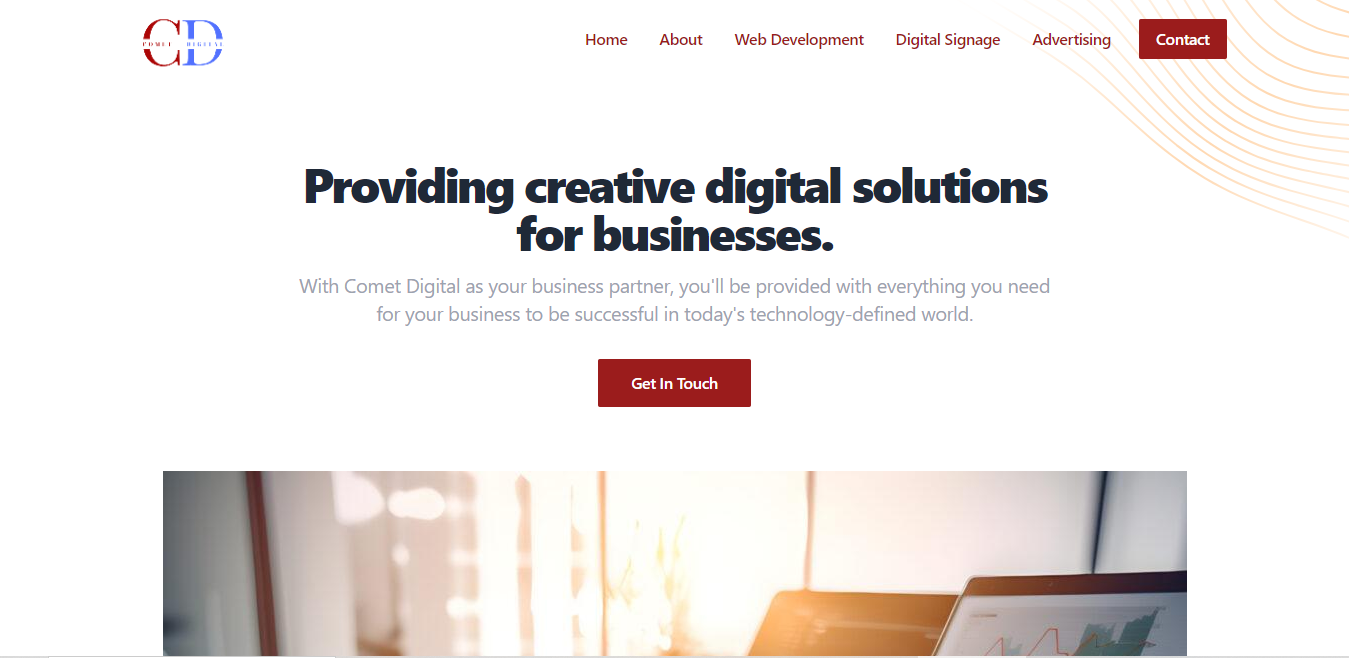 CD
COMET DIGITAL
Home About Web Development Digital Signage Advertising Contact
Providing creative digital solutions
for businesses.
With Comet Digital as your business partner, you'll be provided with everything you need
for your business to be successful in today's technology-defined world.
Get In Touch